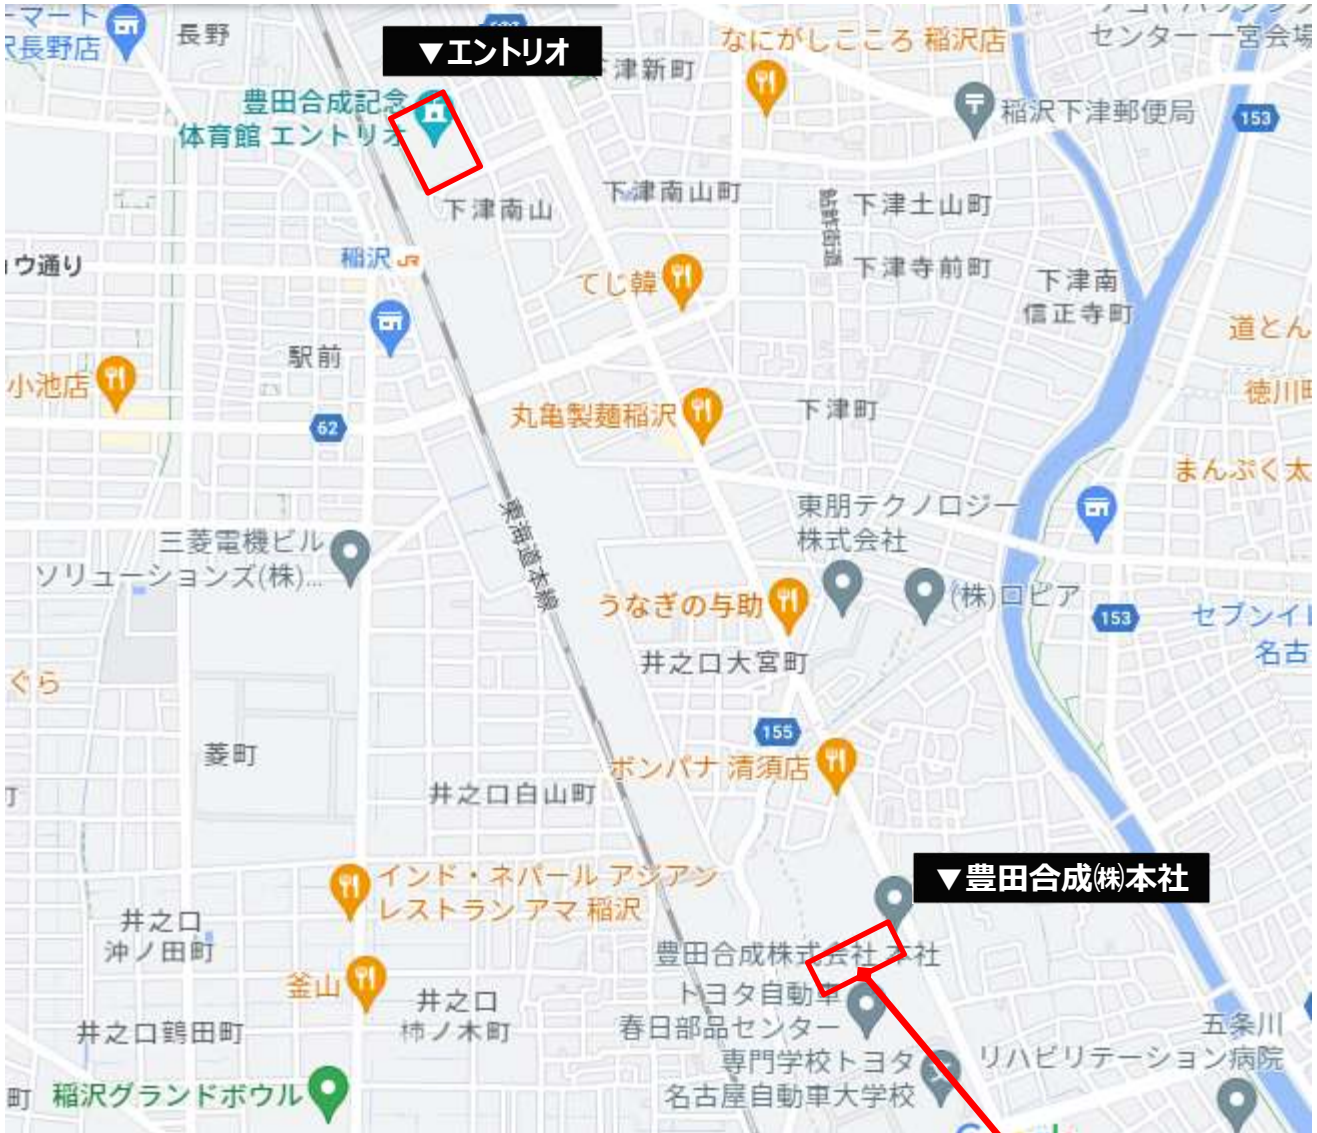 ーマート
尺長野店
長野
▼エントリオ
下津新町
なにがしこころ 稲沢店
センター 一宮会場
豊田合成記念
体育館 エントリオ
稲沢下津郵便局
153
下津南山
下津南山町
下津土山町
ョウ通り
稲沢 JR
てじ韓
下津寺前町
下津南
信正寺町
道とん
駅前
小池店
徳川町
62
丸亀製麺稲沢
下津町
まんぷく太
東海道本線
東朋テクノロジー
株式会社
三菱電機ビル
ソリューションズ(株)...
うなぎの与助
(株)ロピア
153
セブンイレ
名古
井之口大宮町
ぐら
155
菱町
ボンパナ 清須店
町
井之口白山町
インド・ネパール アジアン
レストラン アマ 稲沢
▼豊田合成㈱本社
井之口
沖ノ田町
豊田合成株式会社 本社
釜山
井之口
柿ノ木町
トヨタ自動車
春日部品センター
井之口鶴田町
五条川
リハビリテーション病院
専門学校トヨタ
名古屋自動車大学校
町
稲沢グランドボウル